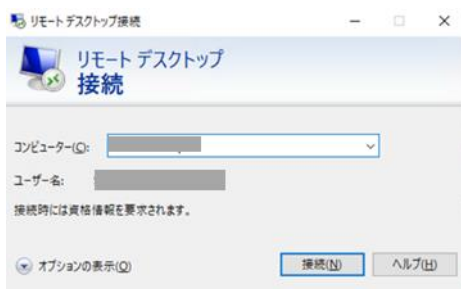 リモート デスクトップ接続
リモート デスクトップ
接続
コンピューター(C):
ユーザー名:
接続時には資格情報を要求されます。
オプションの表示(O)
接続(N)
ヘルプ(H)